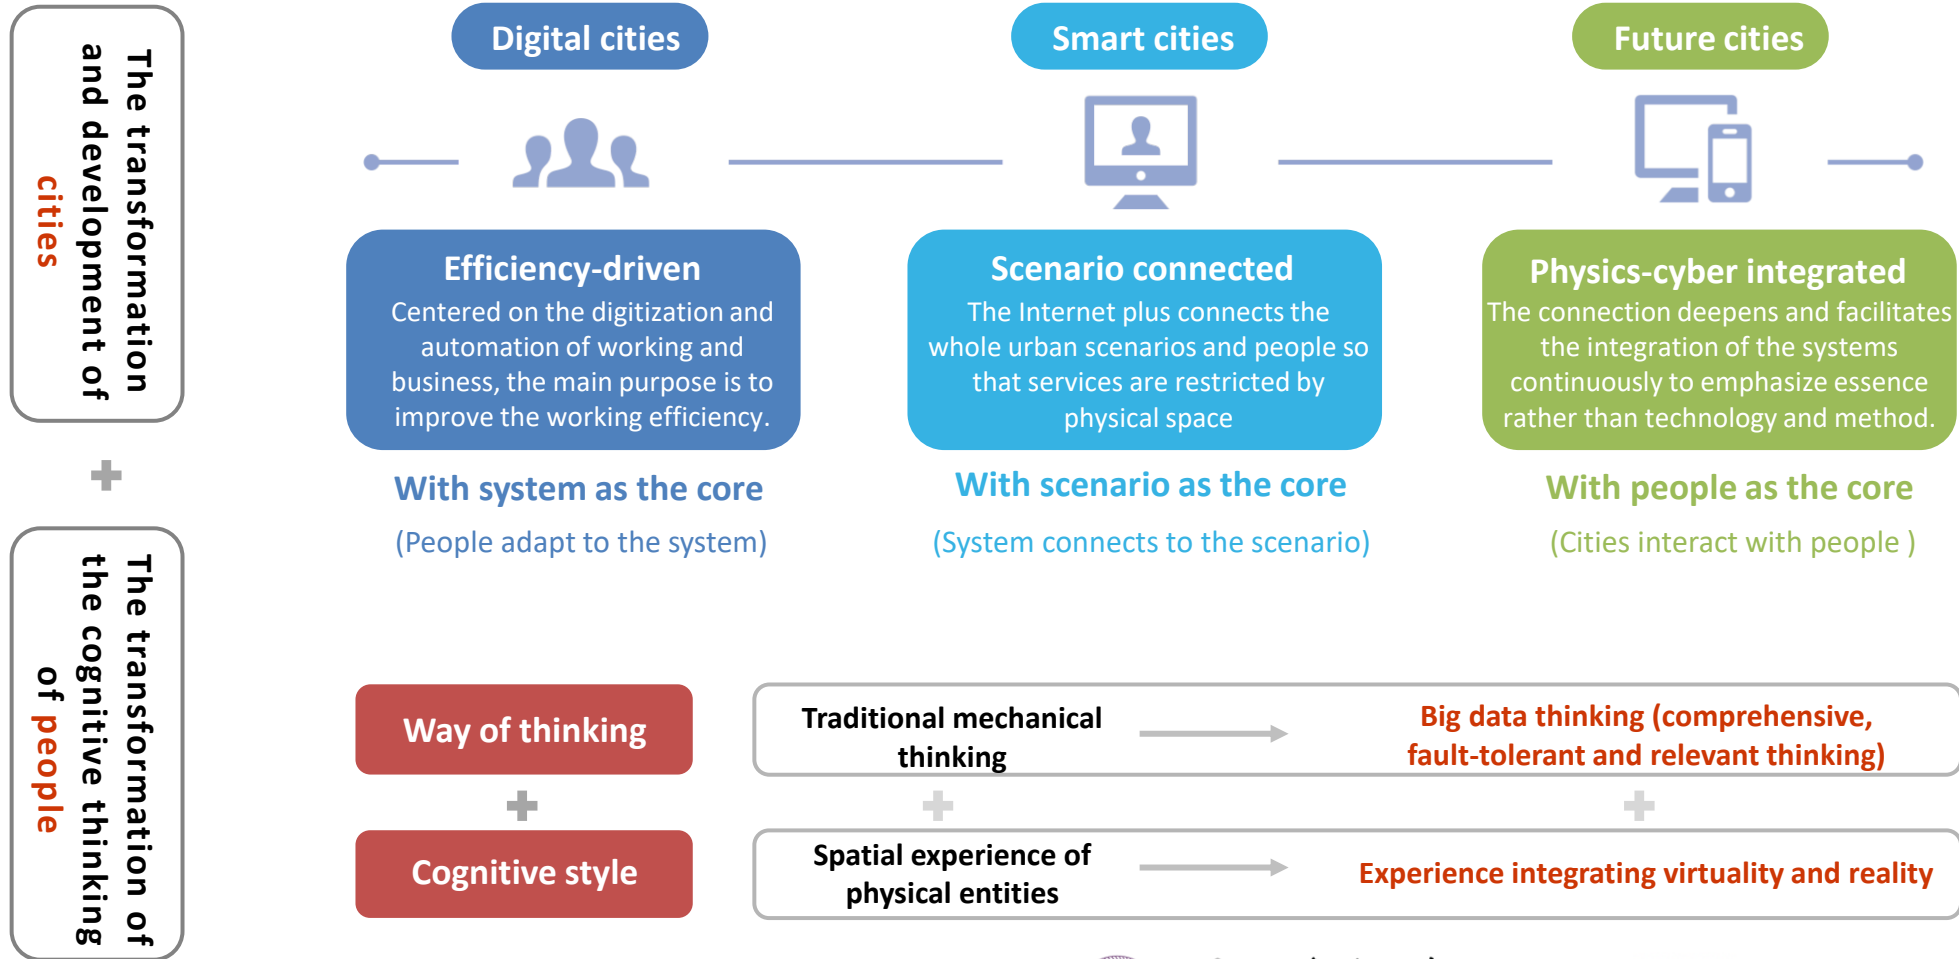 The transformation
and development of
cities
The transformation of
the cognitive thinking
of people
Digital cities
Smart cities
Future cities
Efficiency-driven
Centered on the digitization and
automation of working and
business, the main purpose is to
improve the working efficiency.
With system as the core
(People adapt to the system)
Scenario connected
The Internet plus connects the
whole urban scenarios and people so
that services are restricted by
physical space
With scenario as the core
(System connects to the scenario)
Physics-cyber integrated
The connection deepens and facilitates
the integration of the systems
continuously to emphasize essence
rather than technology and method.
With people as the core
(Cities interact with people )
Way of thinking
Traditional mechanical
thinking
Big data thinking (comprehensive,
fault-tolerant and relevant thinking)
Cognitive style
Spatial experience of
physical entities
Experience integrating virtuality and reality